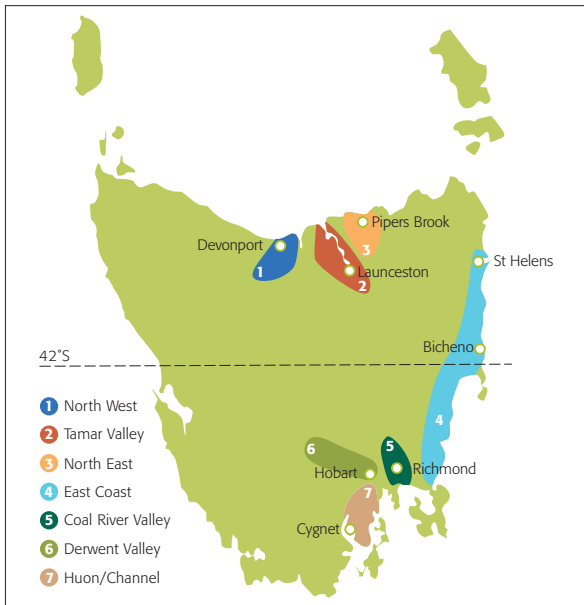 Pipers Brook
Devonport
3
1
Launceston
2
St Helens
Bicheno
42°S
4
1 North West
2 Tamar Valley
3 North East
4 East Coast
5 Coal River Valley
6 Derwent Valley
7 Huon/Channel
5
6
Richmond
Hobart
7
Cygnet